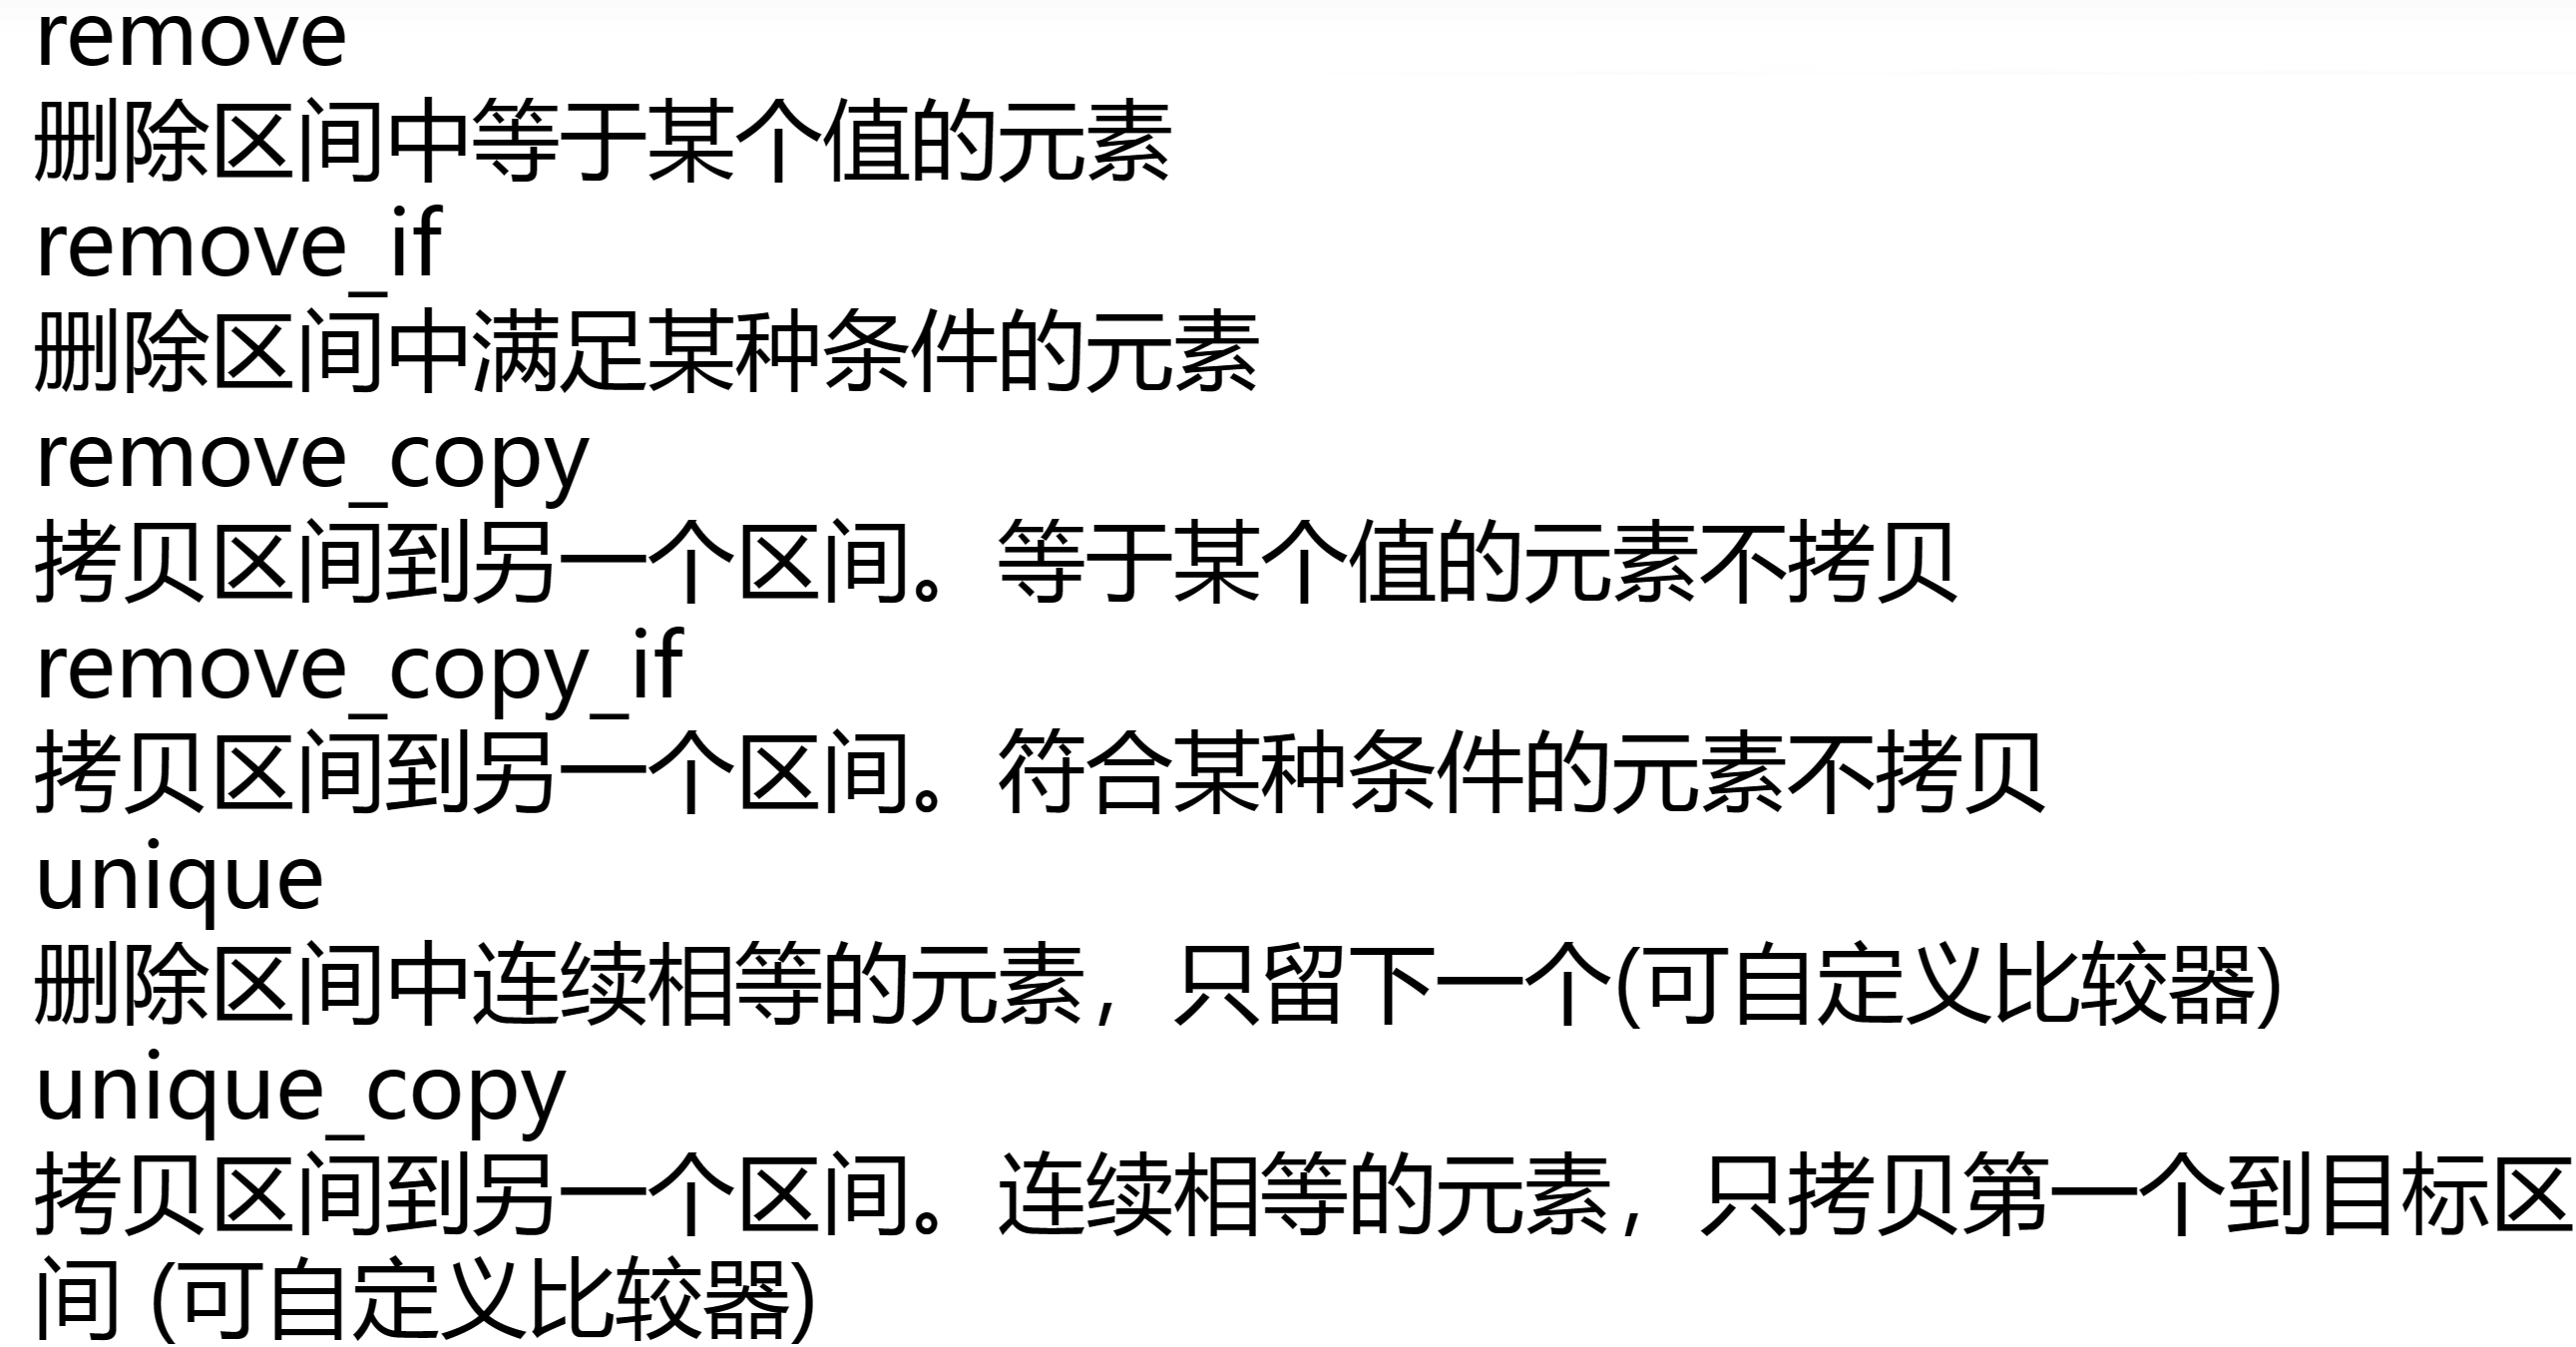 remove
删除区间中等于某个值的元素
remove_if
删除区间中满足某种条件的元素
remove_copy
拷贝区间到另一个区间。等于某个值的元素不拷贝
remove_copy_if
拷贝区间到另一个区间。符合某种条件的元素不拷贝
unique
删除区间中连续相等的元素，只留下一个(可自定义比较器)
unique_copy
拷贝区间到另一个区间。连续相等的元素，只拷贝第一个到目标区
间 (可自定义比较器)